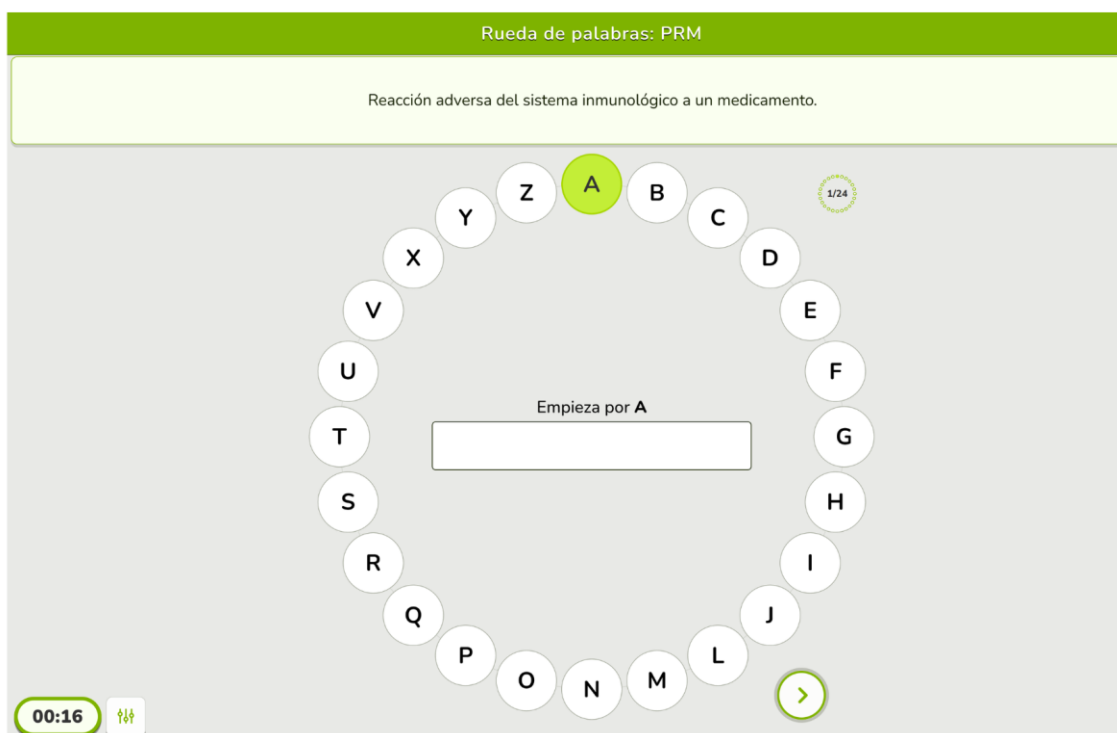 Rueda de palabras: PRM
Reacción adversa del sistema inmunológico a un medicamento.
A
B
C
D
E
F
G
H
I
J
L
M
N
O
P
Q
R
S
T
U
V
X
Y
Z
1/24
Empieza por A
00:16